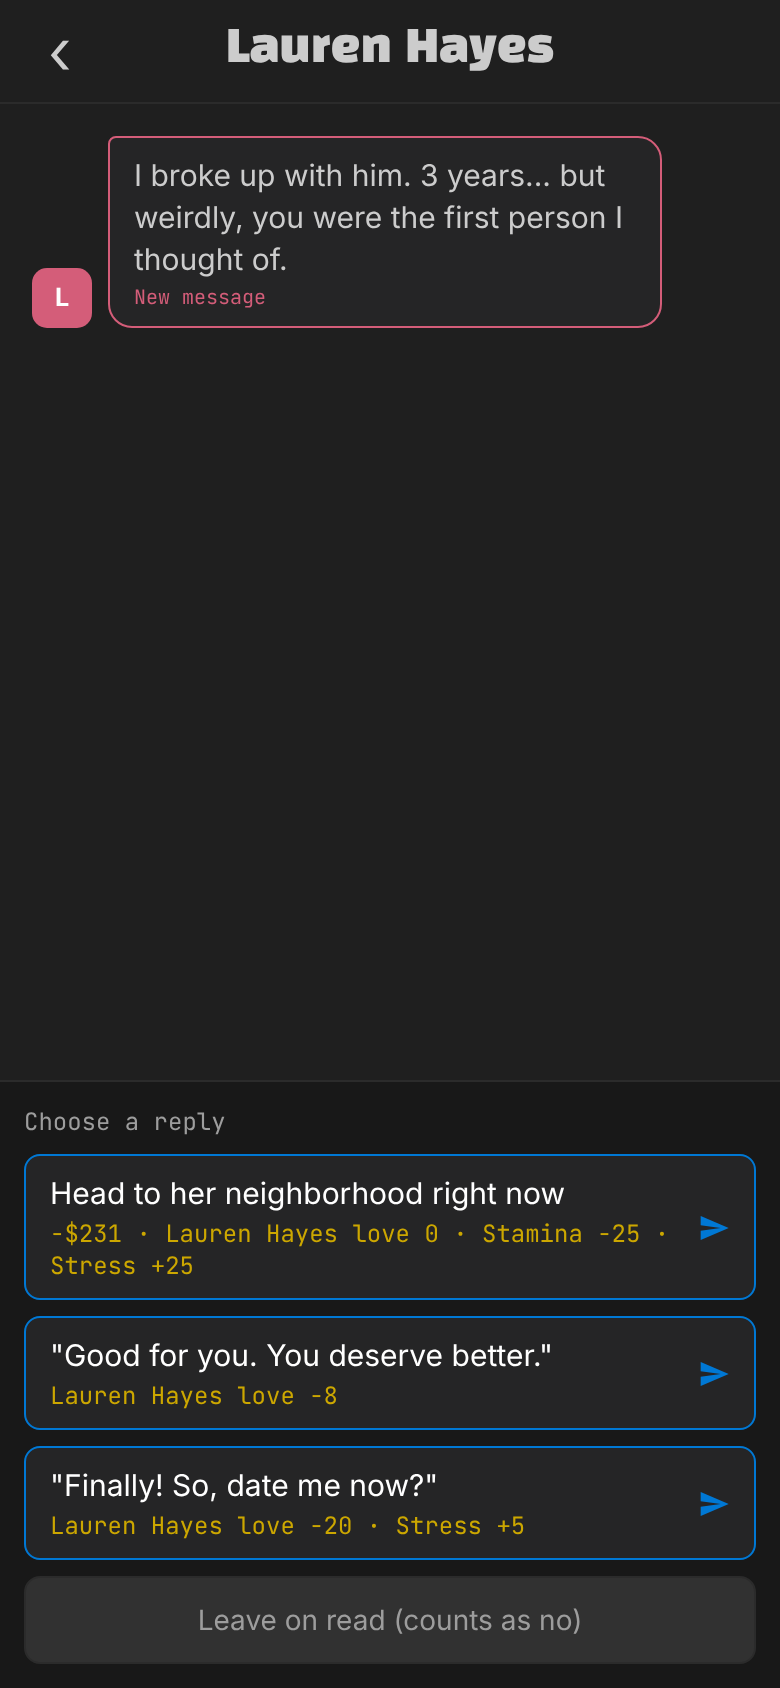 Lauren Hayes
I broke up with him. 3 years... but
weirdly, you were the first person I
thought of.
New message
L
Choose a reply
Head to her neighborhood right now
-$231 · Lauren Hayes love 0 · Stamina -25 ·
Stress +25
"Good for you. You deserve better."
Lauren Hayes love -8
"Finally! So, date me now?"
Lauren Hayes love -20 · Stress +5
Leave on read (counts as no)